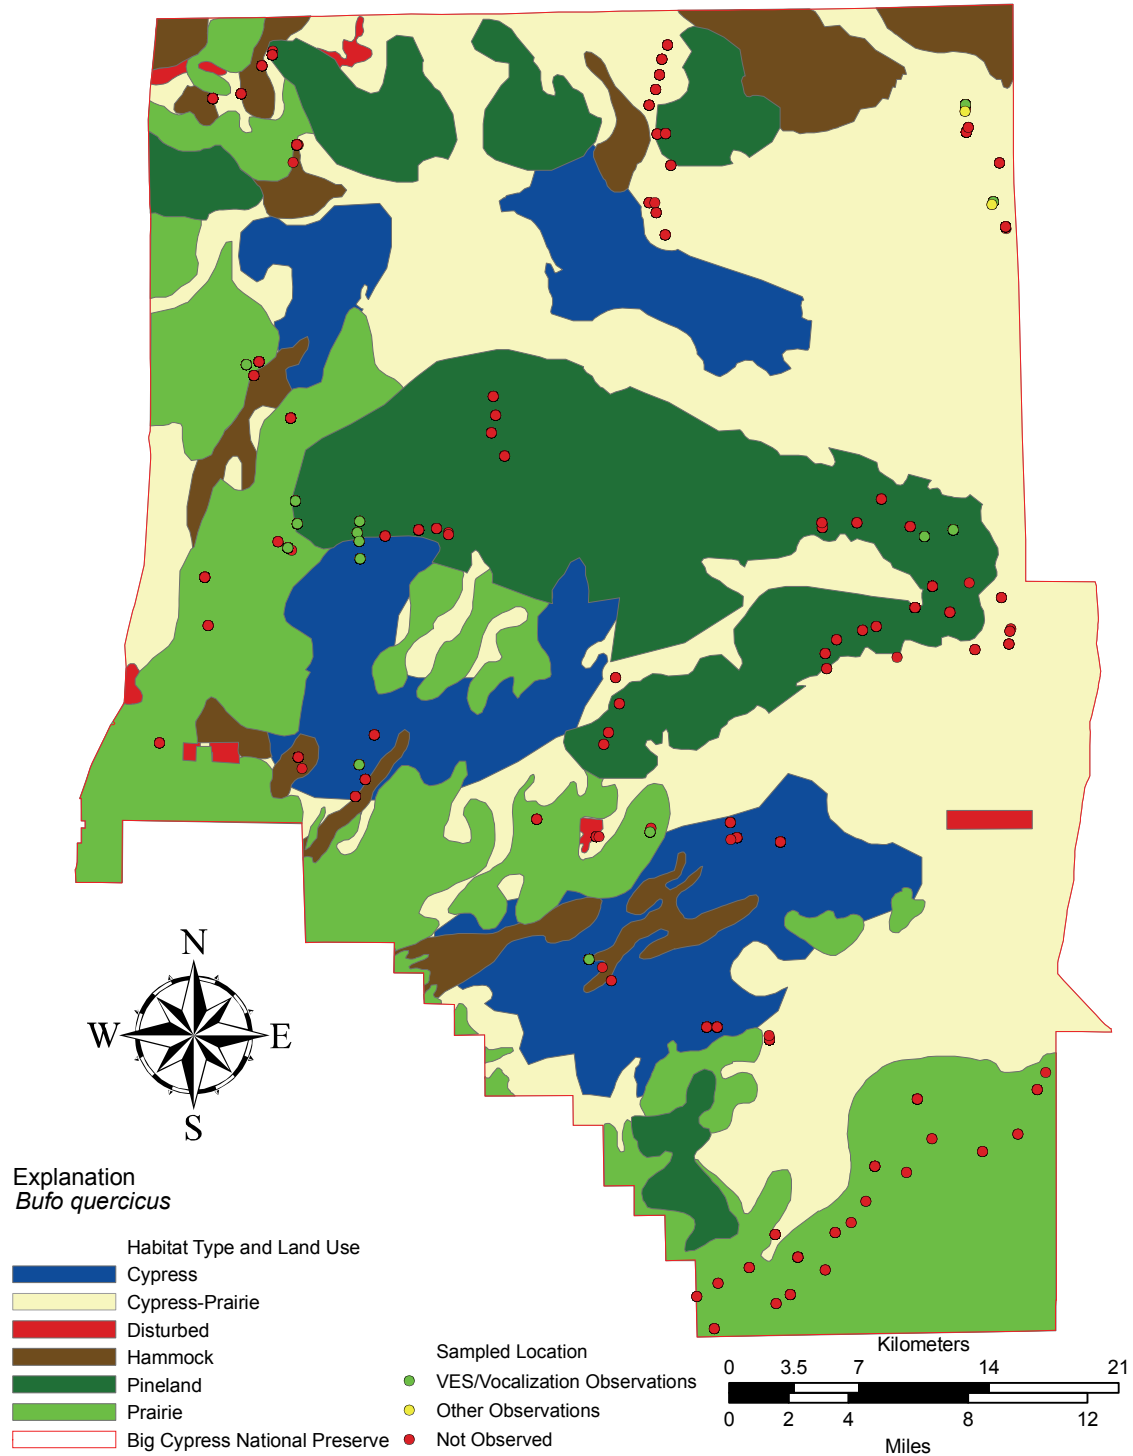 N
W
E
S
Explanation
Bufo quercicus
Habitat Type and Land Use
Cypress
Cypress-Prairie
Disturbed
Hammock
Pineland
Prairie
Big Cypress National Preserve
Sampled Location
VES/Vocalization Observations
Other Observations
Not Observed
Kilometers
0 3.5 7 14 21
0 2 4 8 12
Miles